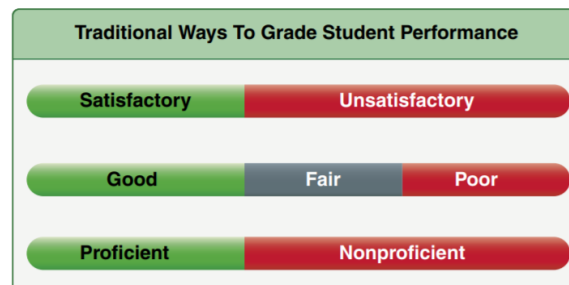 Traditional Ways To Grade Student Performance
Satisfactory Unsatisfactory
Good Fair Poor
Proficient Nonproficient